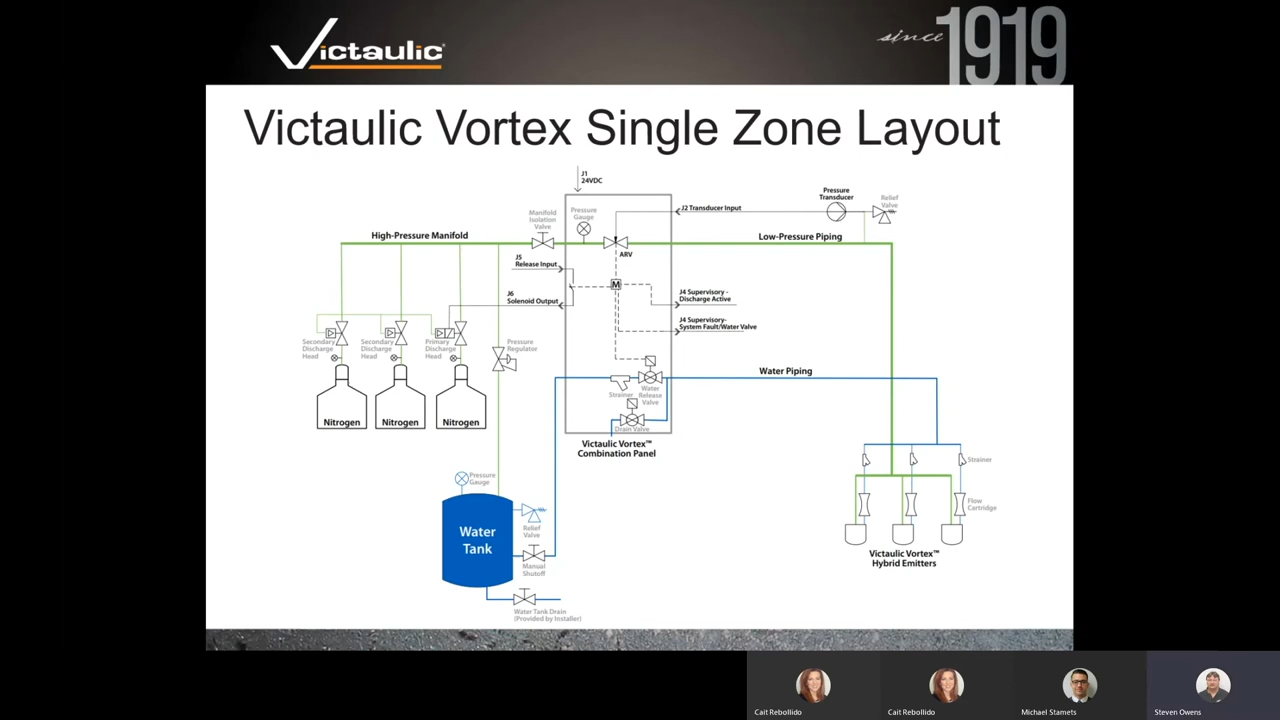 Victaulic®
since 1919
Victaulic Vortex Single Zone Layout
J1
24VDC
Manifold
Isolation
Valve
Pressure
Gauge
J2 Transducer Input
Pressure
Transducer
Relief
Valve
High-Pressure Manifold
Low-Pressure Piping
ARV
J5
Release Input
M
J6
Solenoid Output
J4 Supervisory -
Discharge Active
J4 Supervisory-
System Fault/Water Valve
Secondary
Discharge
Head
Secondary
Discharge
Head
Primary
Discharge
Head
Pressure
Regulator
Nitrogen
Nitrogen
Nitrogen
Strainer
Water
Release
Valve
Drain Valve
Water Piping
Victaulic Vortex™
Combination Panel
Strainer
Flow
Cartridge
Victaulic Vortex™
Hybrid Emitters
Pressure
Gauge
Water
Tank
Relief
Valve
Manual
Shutoff
Water Tank Drain
(Provided by Installer)
Cait Rebollido
Cait Rebollido
Michael Stamets
Steven Owens